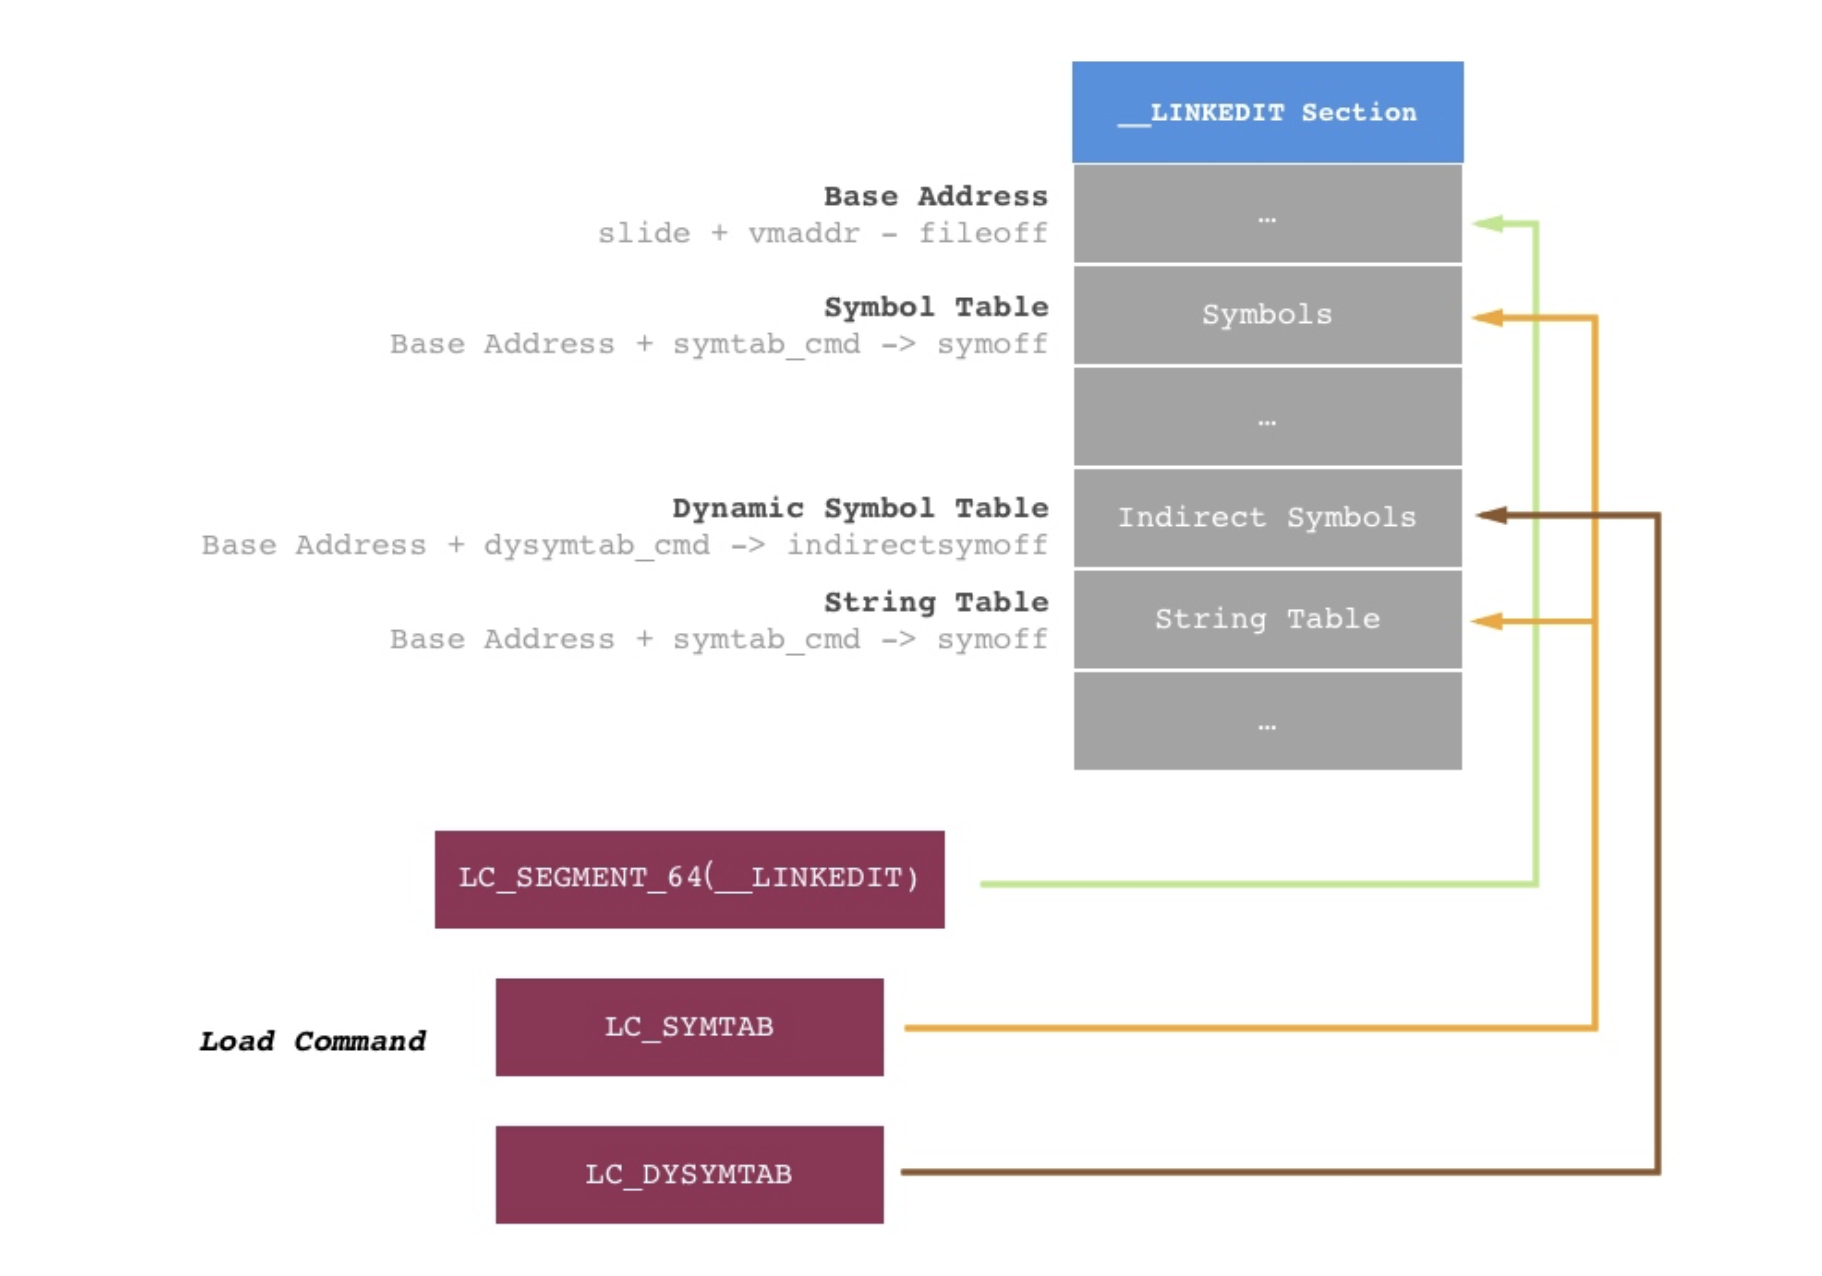 __LINKEDIT Section
Base Address
slide + vmaddr - fileoff
…
Symbol Table
Base Address + symtab_cmd -> symoff
Symbols
…
Dynamic Symbol Table
Base Address + dysymtab_cmd -> indirectsymoff
Indirect Symbols
String Table
Base Address + symtab_cmd -> symoff
String Table
…
LC_SEGMENT_64(__LINKEDIT)
Load Command
LC_SYMTAB
LC_DYSYMTAB